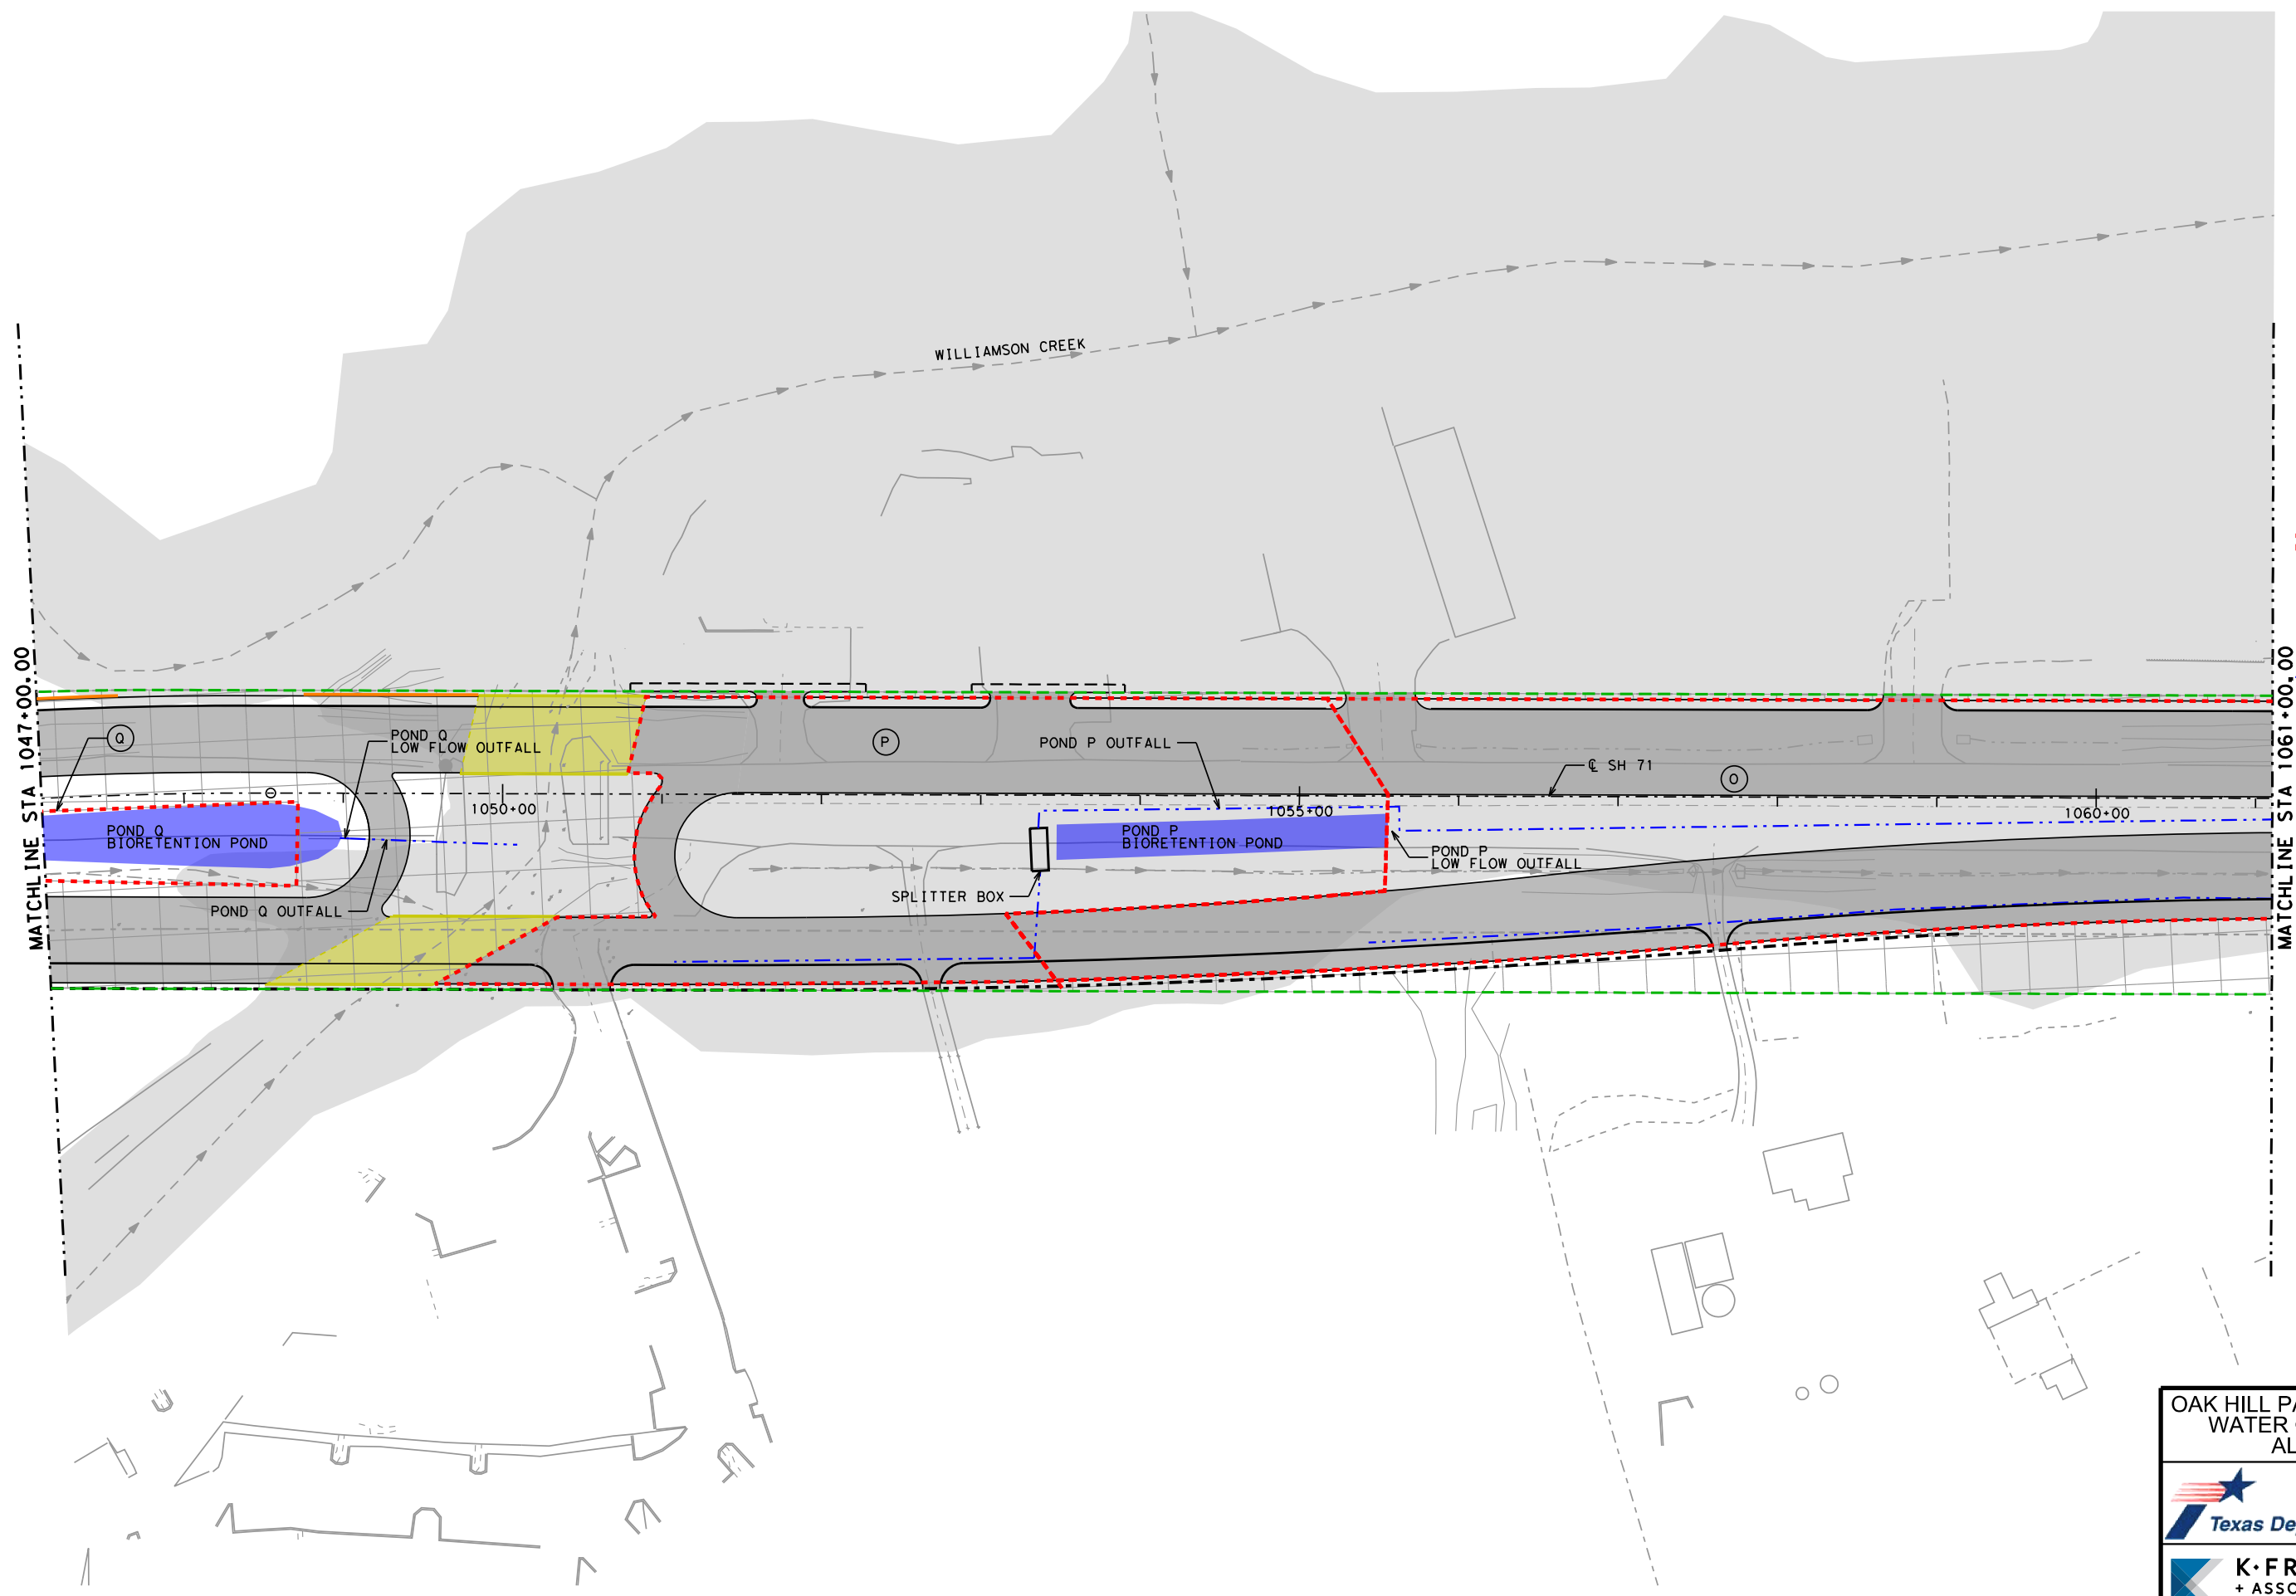 WILLIAMSON CREEK
MATCHLINE STA 1047+00.00
MATCHLINE STA 1061+00.00
Q
POND Q
LOW FLOW OUTFALL
P
POND P OUTFALL
℄ SH 71
O
1050+00
1055+00
1060+00
POND Q
BIORETENTION POND
POND P
BIORETENTION POND
POND P
LOW FLOW OUTFALL
SPLITTER BOX
POND Q OUTFALL
OAK HILL PA
WATER
AL
Texas De
K·FR
+ ASSO